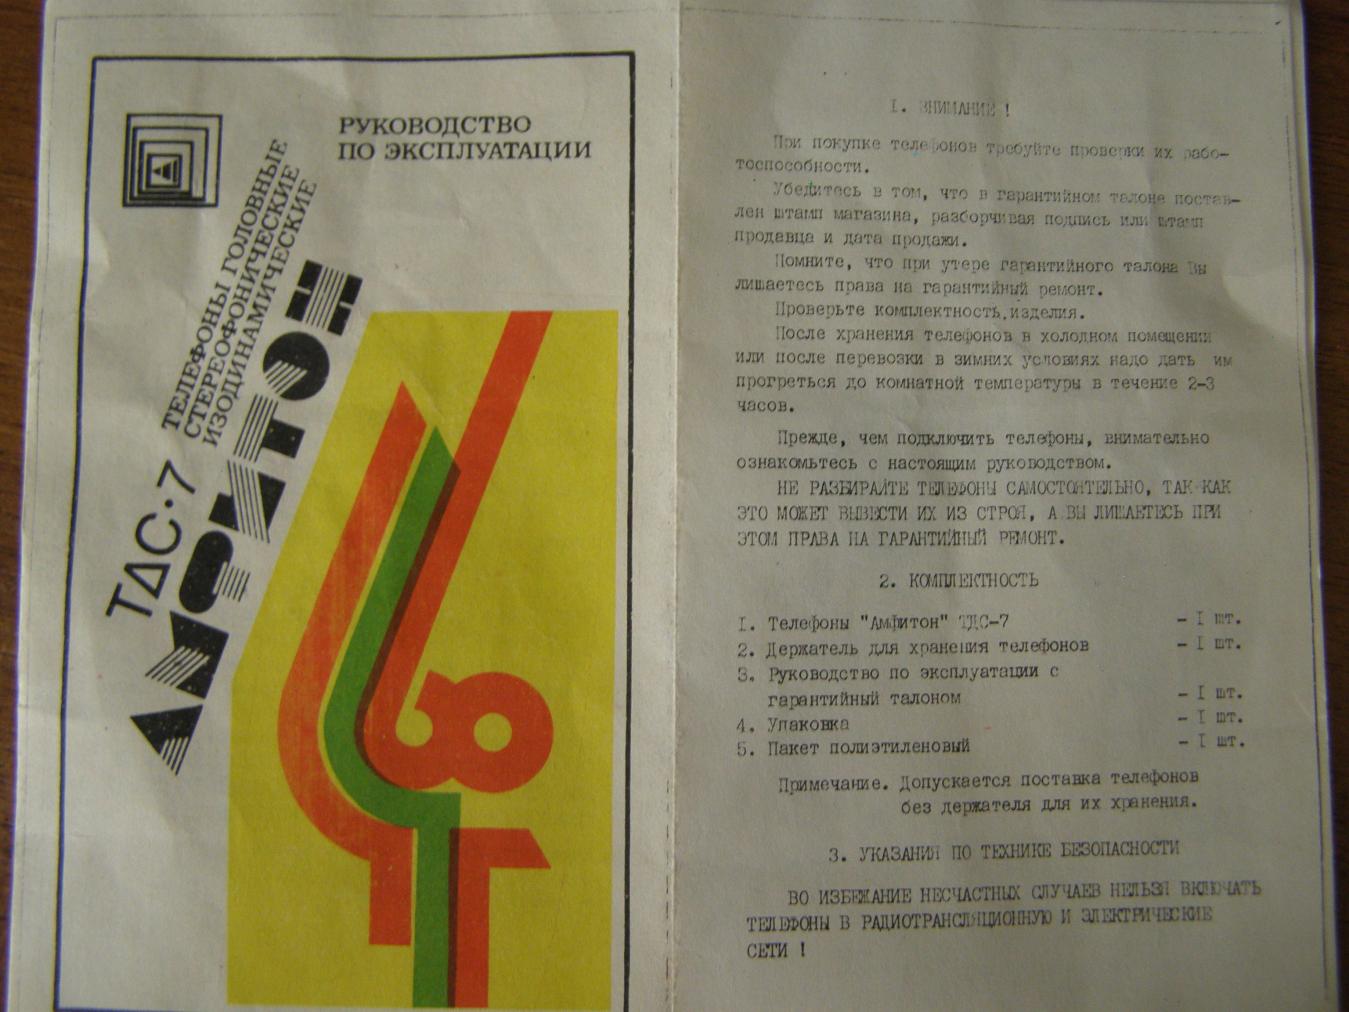 РУКОВОДСТВО
ПО ЭКСПЛУАТАЦИИ
ТЕЛЕФОНЫ ГОЛОВНЫЕ
СТЕРЕОФОНИЧЕСКИЕ
ИЗОДИНАМИЧЕСКИЕ
ТДС·7
АМФИТОН
I. ВНИМАНИЕ !
При покупке телефонов требуйте проверки их рабо-
тоспособности.
Убедитесь в том, что в гарантийном талоне постав-
лен штамп магазина, разборчивая подпись или штамп
продавца и дата продажи.
Помните, что при утере гарантийного талона Вы
лишаетесь права на гарантийный ремонт.
Проверьте комплектность изделия.
После хранения телефонов в холодном помещении
или после перевозки в зимних условиях надо дать им
прогреться до комнатной температуры в течение 2-3
часов.
Прежде, чем подключить телефоны, внимательно
ознакомьтесь с настоящим руководством.
НЕ РАЗБИРАЙТЕ ТЕЛЕФОНЫ САМОСТОЯТЕЛЬНО, ТАК КАК
ЭТО МОЖЕТ ВЫВЕСТИ ИХ ИЗ СТРОЯ, А ВЫ ЛИШАЕТЕСЬ ПРИ
ЭТОМ ПРАВА НА ГАРАНТИЙНЫЙ РЕМОНТ.
2. КОМПЛЕКТНОСТЬ
I. Телефоны "Амфитон" ТДС-7 - I шт.
2. Держатель для хранения телефонов - I шт.
3. Руководство по эксплуатации с
гарантийный талоном - I шт.
4. Упаковка - I шт.
5. Пакет полиэтиленовый - I шт.
Примечание. Допускается поставка телефонов
без держателя для их хранения.
3. УКАЗАНИЯ ПО ТЕХНИКЕ БЕЗОПАСНОСТИ
ВО ИЗБЕЖАНИЕ НЕСЧАСТНЫХ СЛУЧАЕВ НЕЛЬЗЯ ВКЛЮЧАТЬ
ТЕЛЕФОНЫ В РАДИОТРАНСЛЯЦИОННУЮ И ЭЛЕКТРИЧЕСКИЕ
СЕТИ !